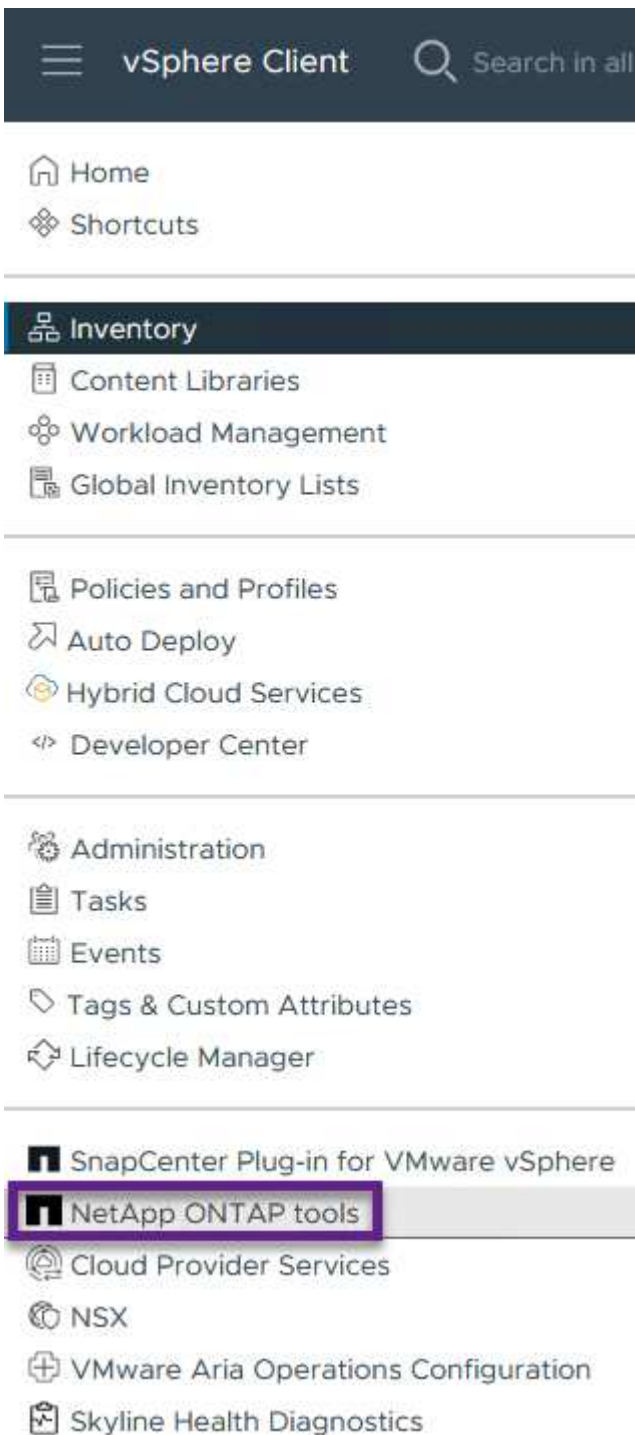 vSphere Client Search in all
Home
Shortcuts
Inventory
Content Libraries
Workload Management
Global Inventory Lists
Policies and Profiles
Auto Deploy
Hybrid Cloud Services
Developer Center
Administration
Tasks
Events
Tags & Custom Attributes
Lifecycle Manager
SnapCenter Plug-in for VMware vSphere
NetApp ONTAP tools
Cloud Provider Services
NSX
VMware Aria Operations Configuration
Skyline Health Diagnostics